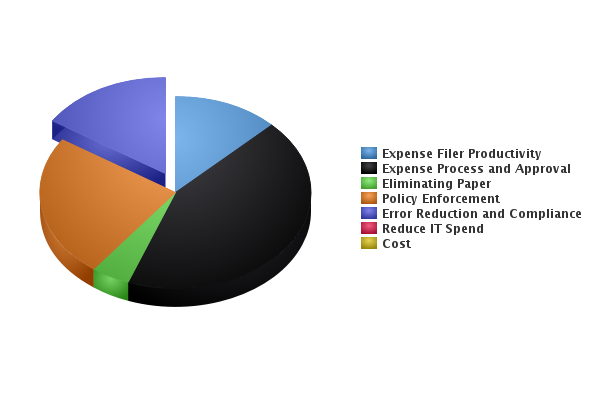 Expense Filer Productivity
Expense Process and Approval
Eliminating Paper
Policy Enforcement
Error Reduction and Compliance
Reduce IT Spend
Cost